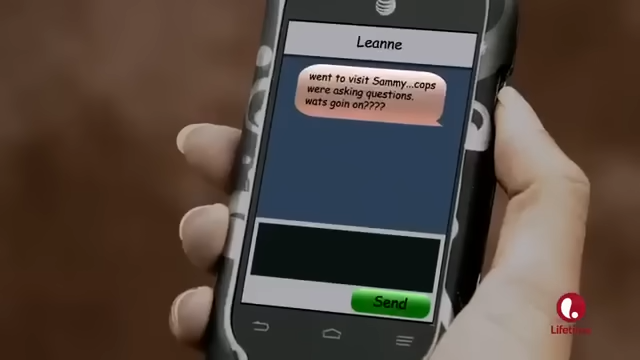 Leanne
went to visit Sammy...cops
were asking questions.
wats goin on????
Send
Lifetime